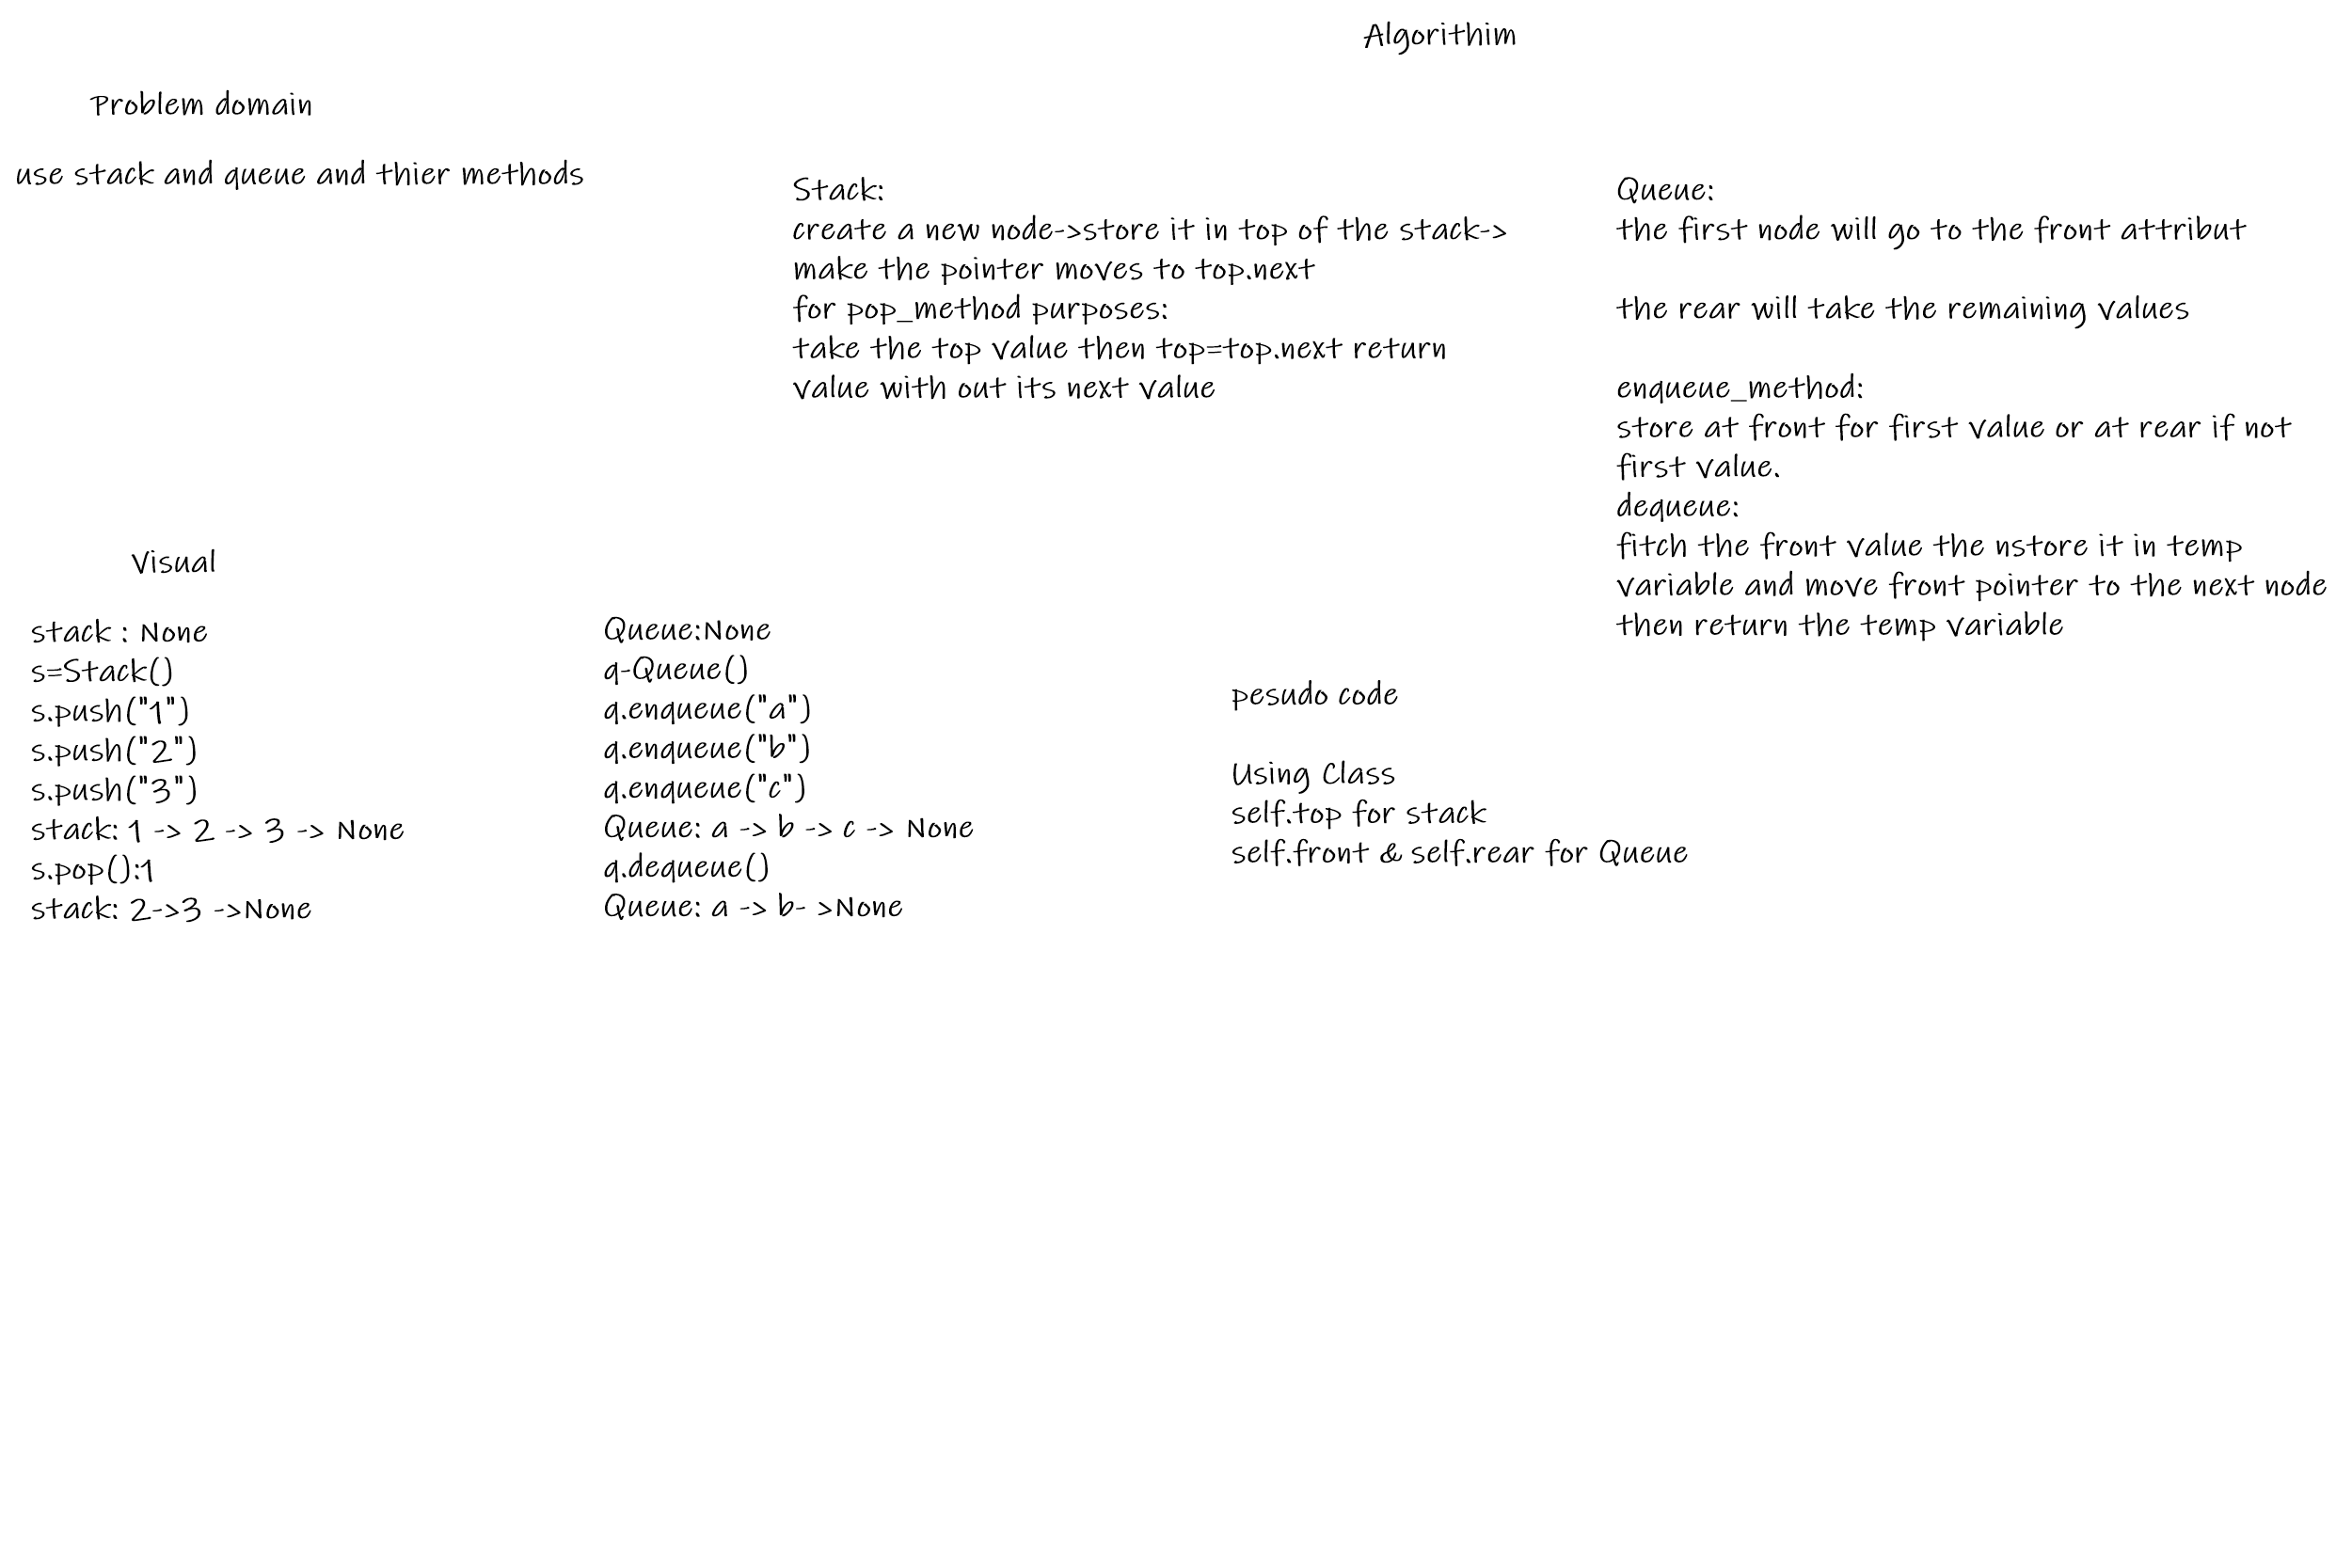 Algorithim
Problem domain
use stack and queue and thier methods
Stack:
create a new node->store it in top of the stack->
make the pointer moves to top.next
for pop_method purposes:
take the top value then top=top.next return
value with out its next value
Queue:
the first node will go to the front attribut
the rear will take the remaining values
enqueue_method:
store at front for first value or at rear if not
first value.
dequeue:
fitch the front value the nstore it in temp
variable and move front pointer to the next node
then return the temp variable
Visual
stack : None
s=Stack()
s.push("1")
s.push("2")
s.push("3")
stack: 1 -> 2 -> 3 -> None
s.pop():1
stack: 2->3 ->None
Queue:None
q-Queue()
q.enqueue("a")
q.enqueue("b")
q.enqueue("c")
Queue: a -> b -> c -> None
q.dequeue()
Queue: a -> b- >None
pesudo code
Using Class
self.top for stack
self.front & self.rear for Queue